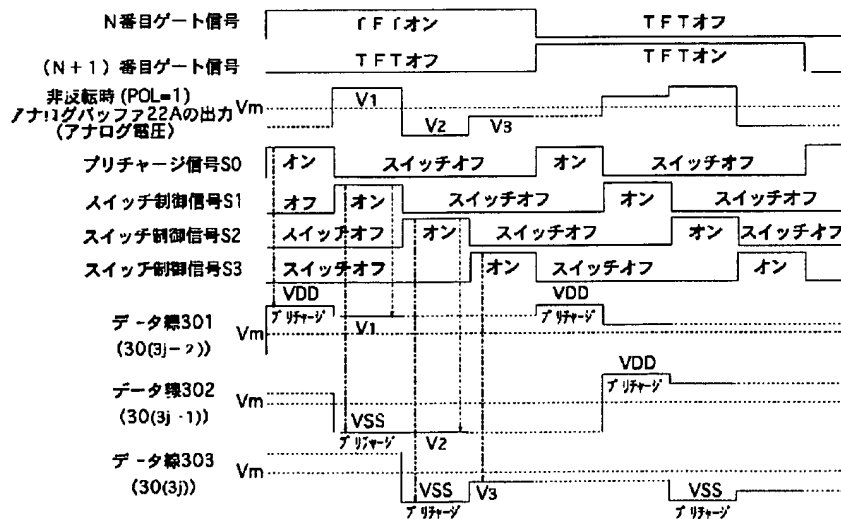 N番目ゲート信号 TFTオン TFTオフ
(N+1)番目ゲート信号 TFTオフ TFTオン
非反転時(POL=1)
アナログバッファ22Aの出力 Vm V1 V2 V3
(アナログ電圧)
プリチャージ信号S0 オン スイッチオフ オン スイッチオフ
スイッチ制御信号S1 オフ オン スイッチオフ オン スイッチオフ
スイッチ制御信号S2 スイッチオフ オン スイッチオフ オン スイッチオフ
スイッチ制御信号S3 スイッチオフ オン スイッチオフ オン
VDD VDD
データ線301 Vm プリチャージ V1 プリチャージ
(30(3j-2))
VDD
データ線302 Vm プリチャージ
(30(3j-1)) VSS
プリチャージ V2
データ線303 Vm
(30(3j)) VSS V3 VSS
プリチャージ プリチャージ